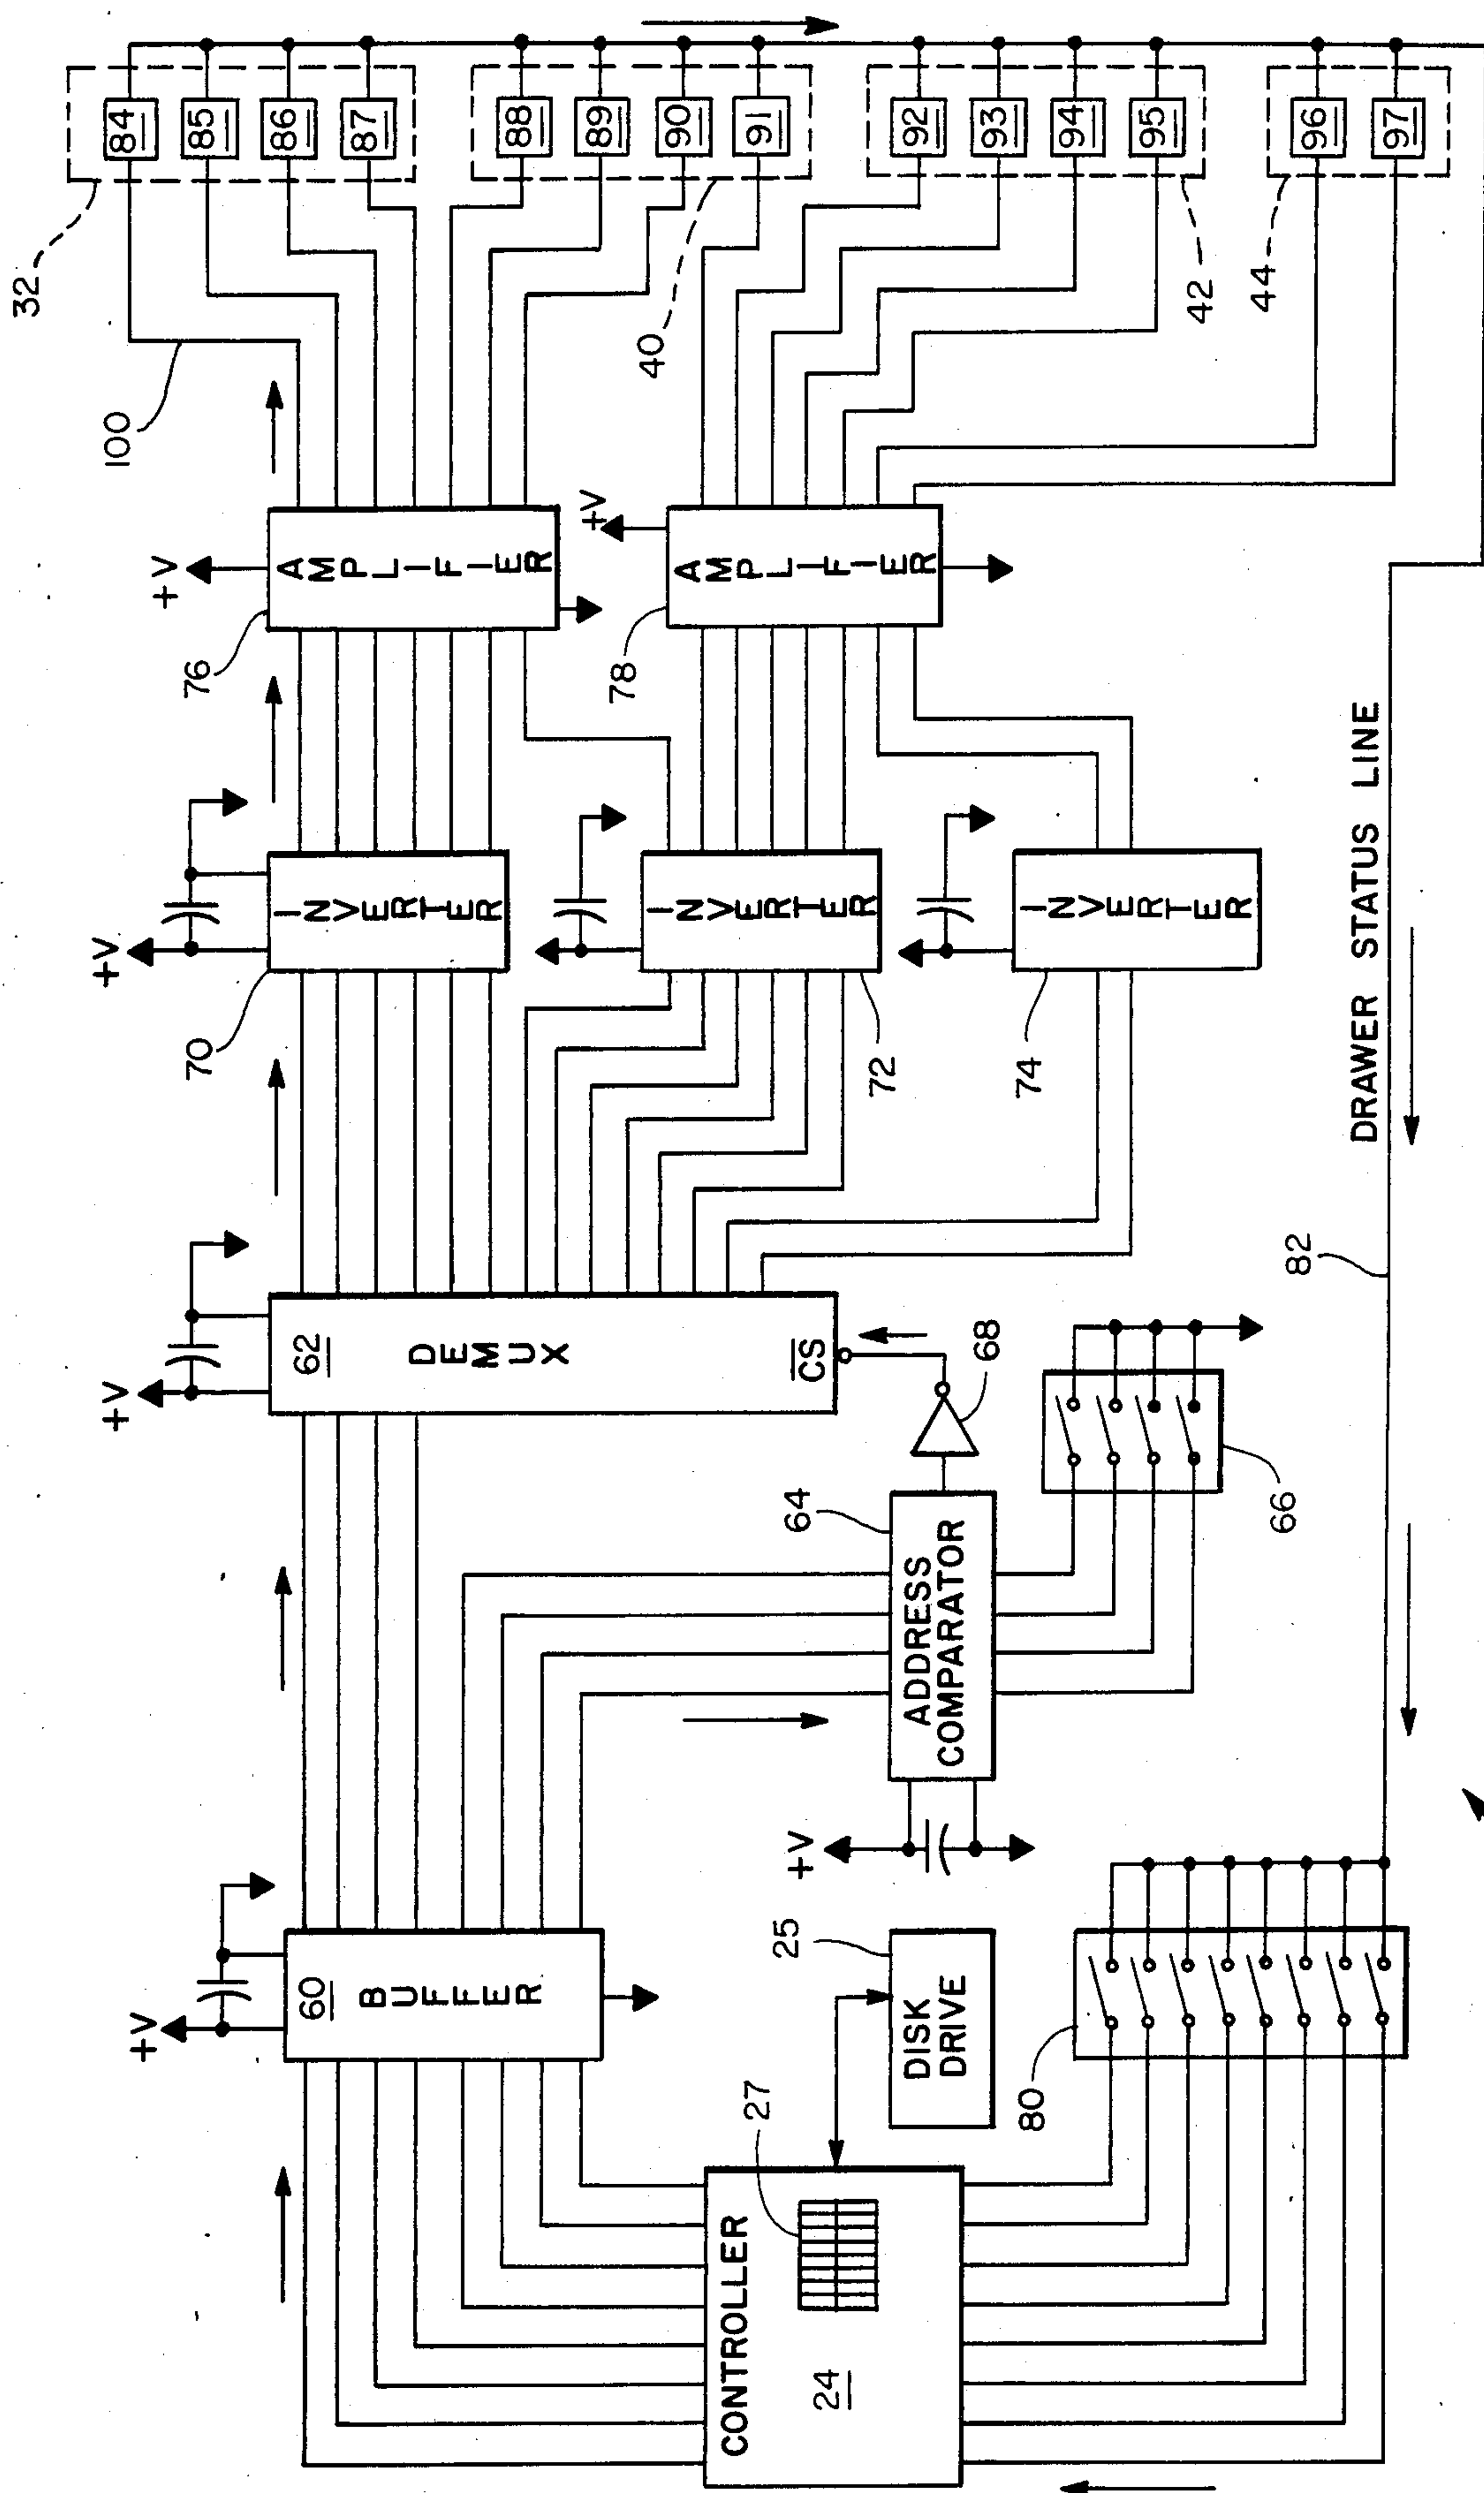 32
84
85
86
87
88
89
90
91
92
93
94
95
96
97
100
40
42
44
+V
+V
AMPLIFIER
AMPLIFIER
76
78
+V
INVERTER
INVERTER
INVERTER
70
72
74
DRAWER STATUS LINE
82
+V
62
DEMUX
CS
68
64
ADDRESS
COMPARATOR
66
+V
+V
60
BUFFER
25
DISK
DRIVE
27
80
CONTROLLER
24